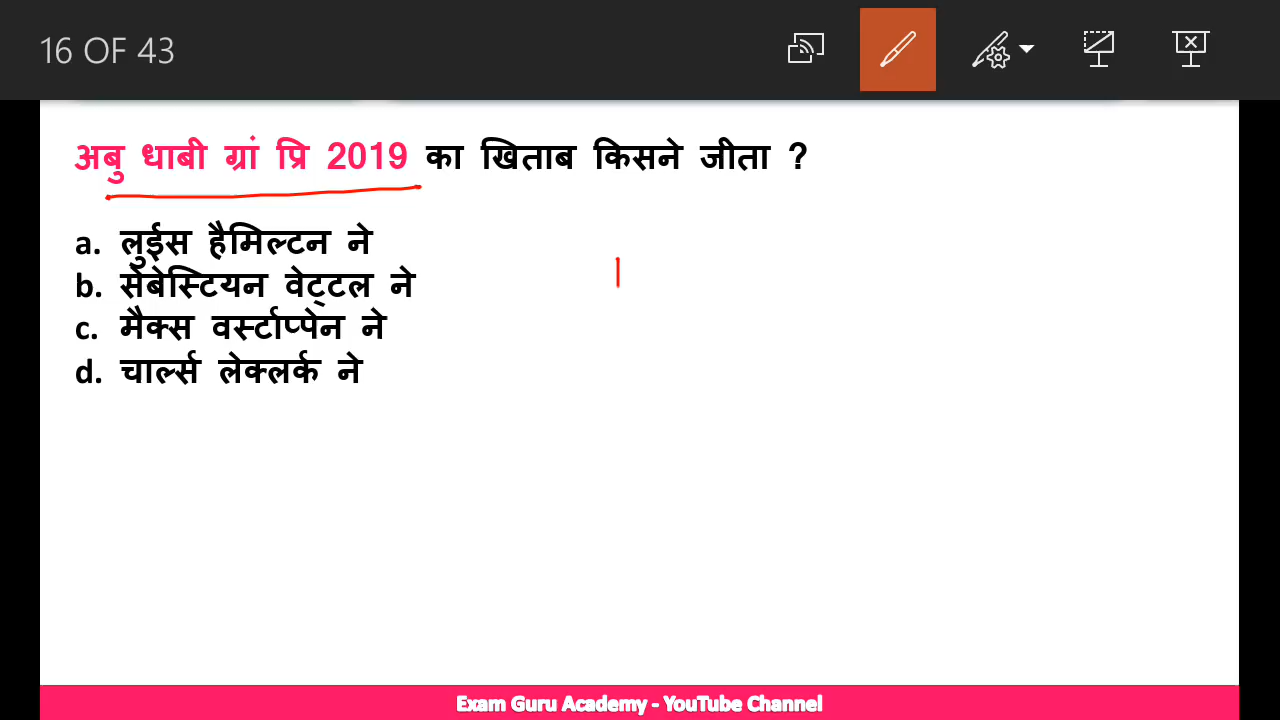 16 OF 43
अबु धाबी ग्रां प्रि 2019 का खिताब किसने जीता ?
a. लुईस हैमिल्टन ने
b. सेबेस्टियन वेट्टल ने
c. मैक्स वर्स्टाप्पेन ने
d. चार्ल्स लेक्लर्क ने
Exam Guru Academy - YouTube Channel